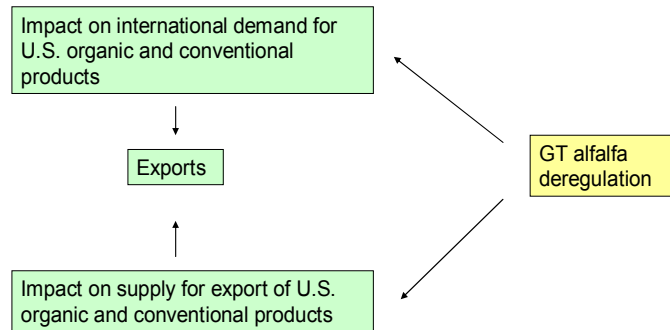 Impact on international demand for
U.S. organic and conventional
products
Exports
GT alfalfa
deregulation
Impact on supply for export of U.S.
organic and conventional products